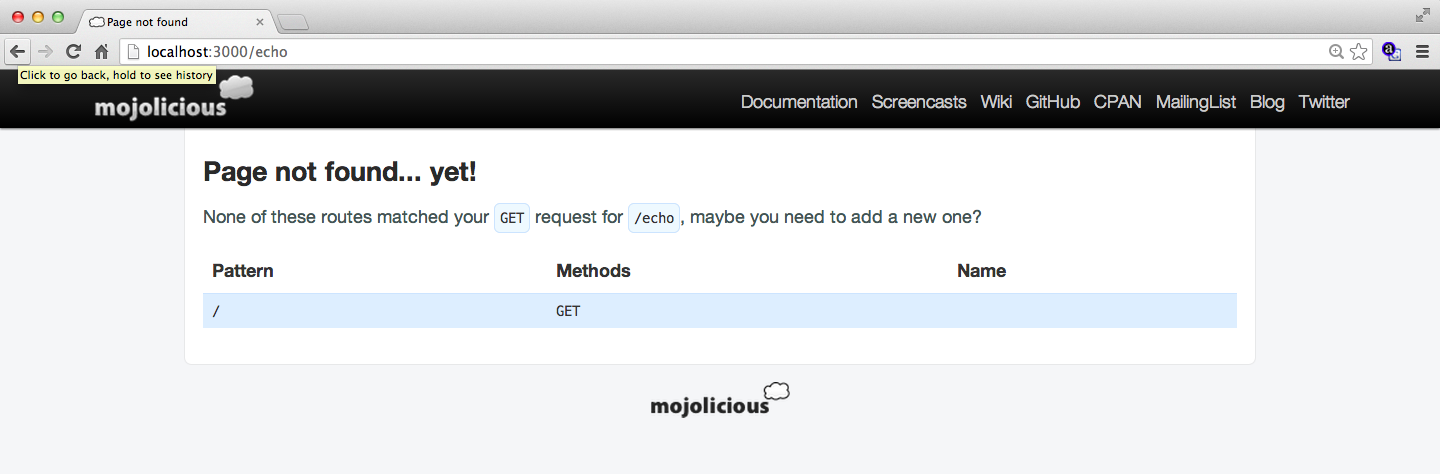 Page not found
localhost:3000/echo
Click to go back, hold to see history
mojolicious
Documentation Screencasts Wiki GitHub CPAN MailingList Blog Twitter
Page not found... yet!
None of these routes matched your GET request for /echo, maybe you need to add a new one?
Pattern Methods Name
/ GET
mojolicious